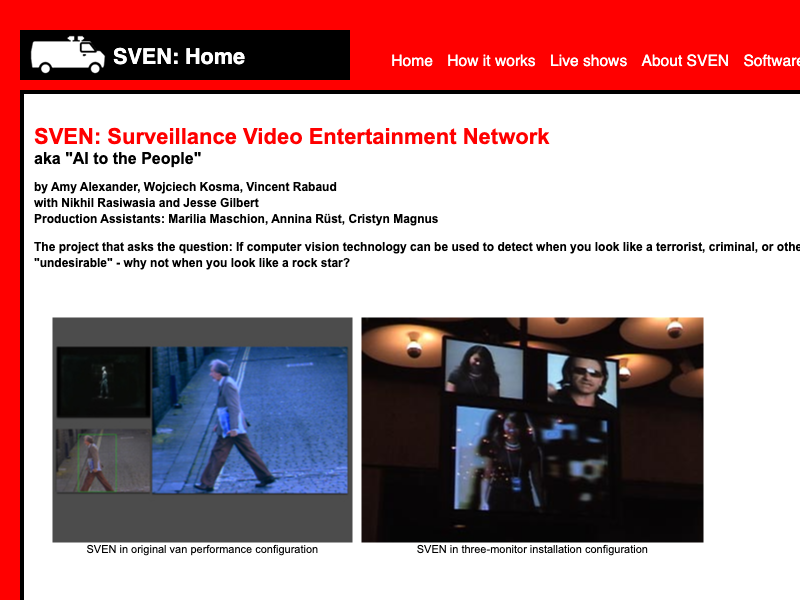 SVEN: Home
Home How it works Live shows About SVEN Software
SVEN: Surveillance Video Entertainment Network
aka "AI to the People"
by Amy Alexander, Wojciech Kosma, Vincent Rabaud
with Nikhil Rasiwasia and Jesse Gilbert
Production Assistants: Marilia Maschion, Annina Rüst, Cristyn Magnus
The project that asks the question: If computer vision technology can be used to detect when you look like a terrorist, criminal, or othe
"undesirable" - why not when you look like a rock star?
SVEN in original van performance configuration
SVEN in three-monitor installation configuration